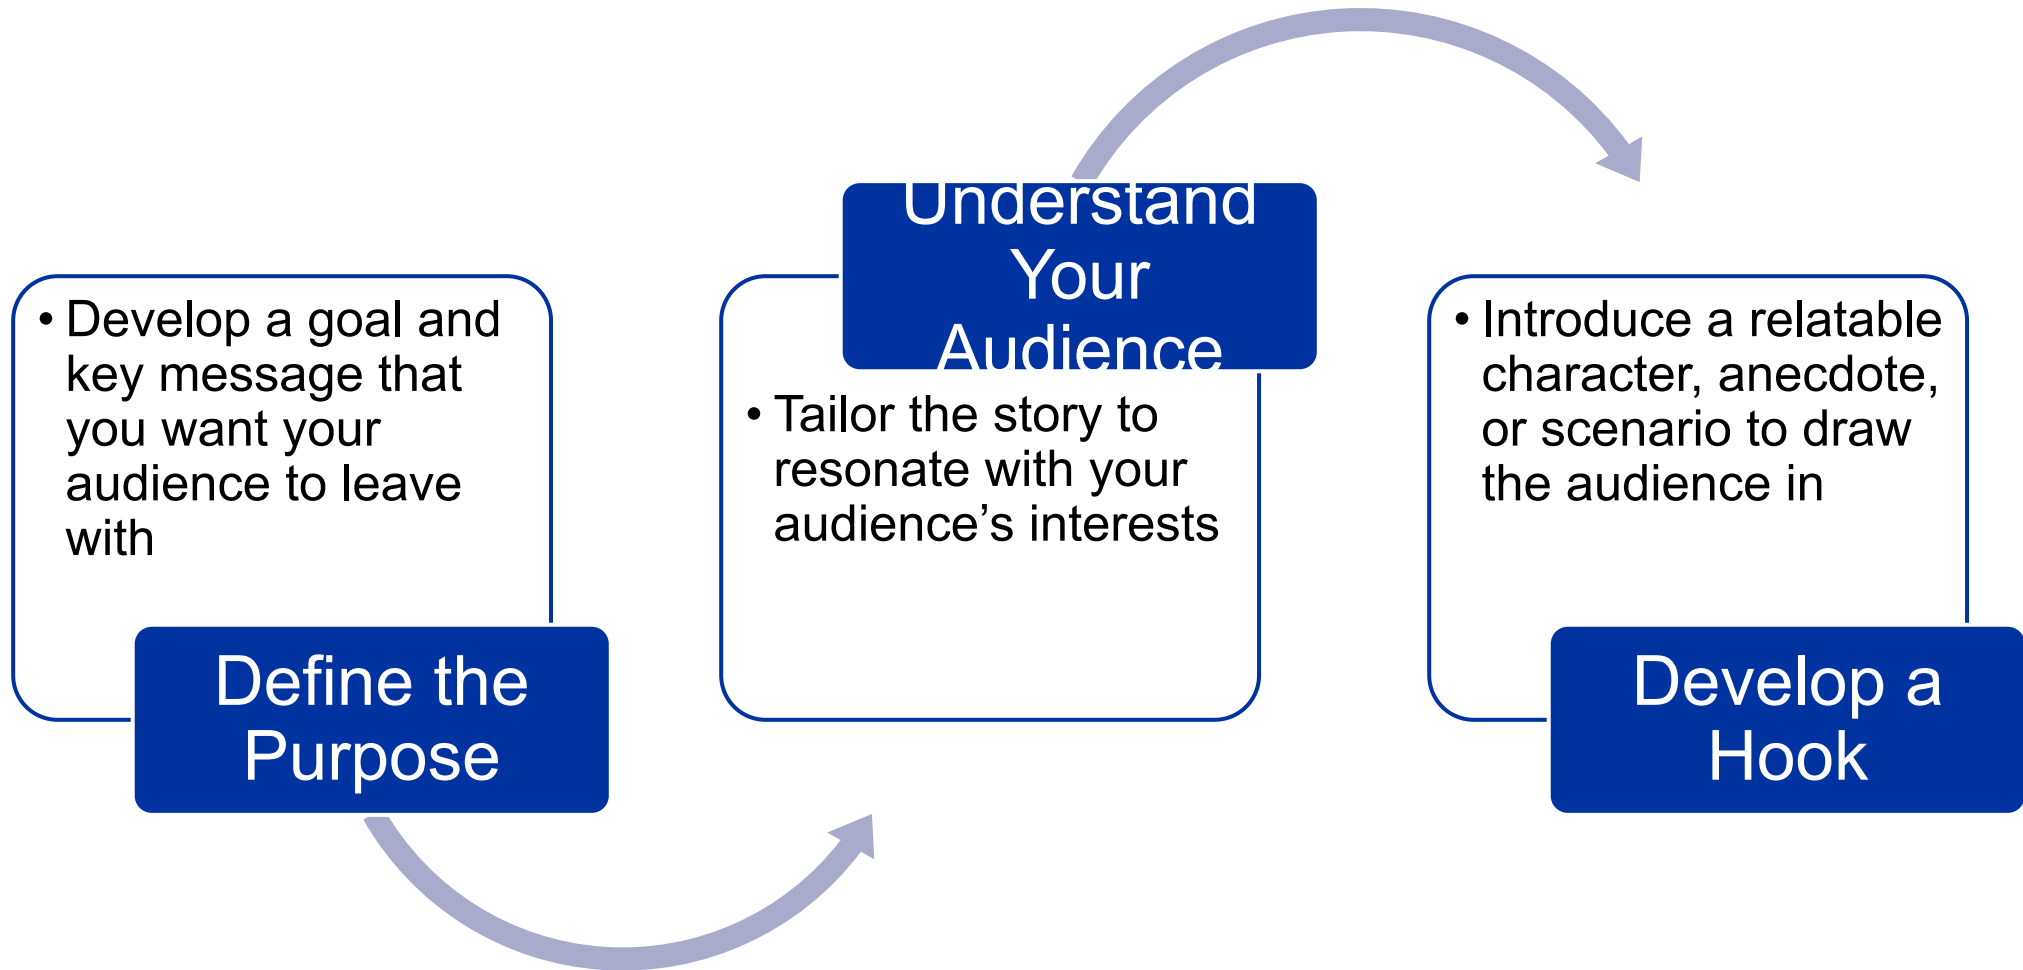 • Develop a goal and
key message that
you want your
audience to leave
with
Define the
Purpose
Understand
Your
Audience
• Tailor the story to
resonate with your
audience’s interests
• Introduce a relatable
character, anecdote,
or scenario to draw
the audience in
Develop a
Hook